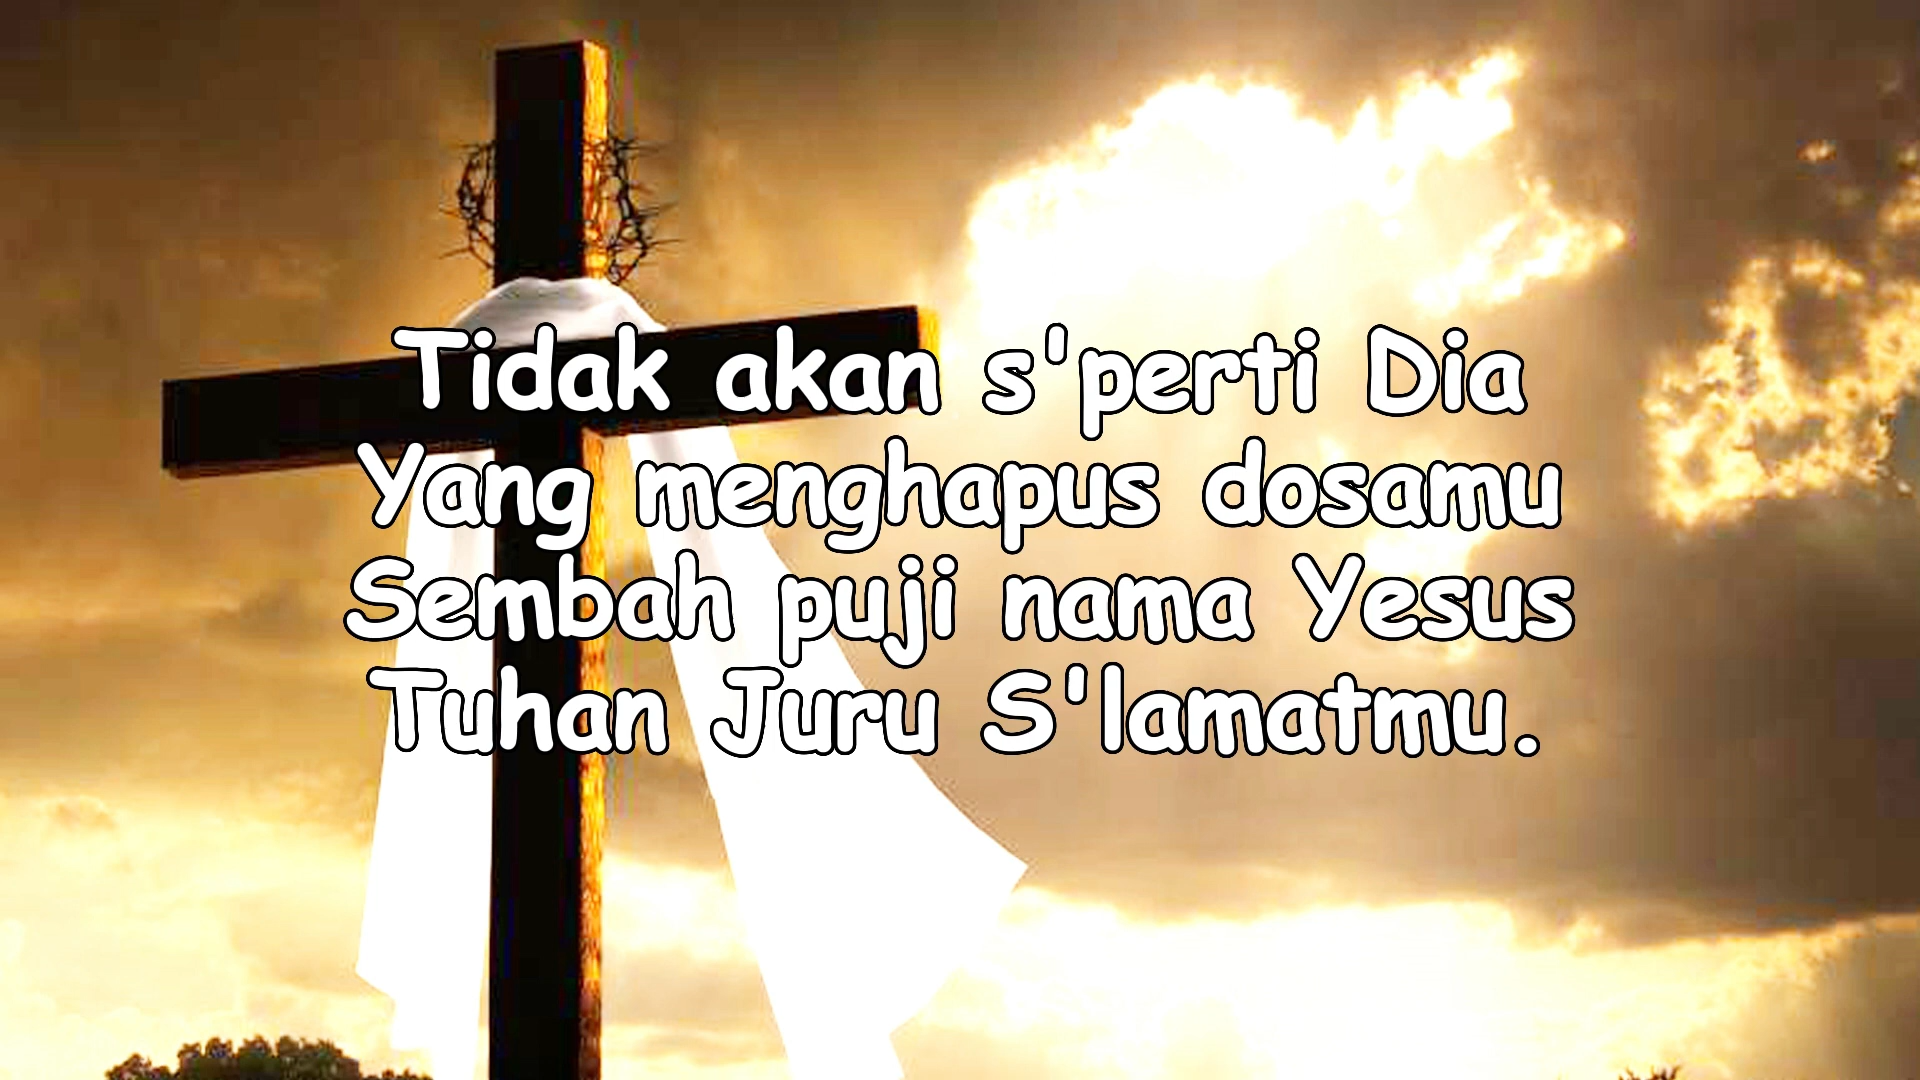 Tidak akan s'perti Dia
Yang menghapus dosamu
Sembah puji nama Yesus
Tuhan Juru S'lamatmu.